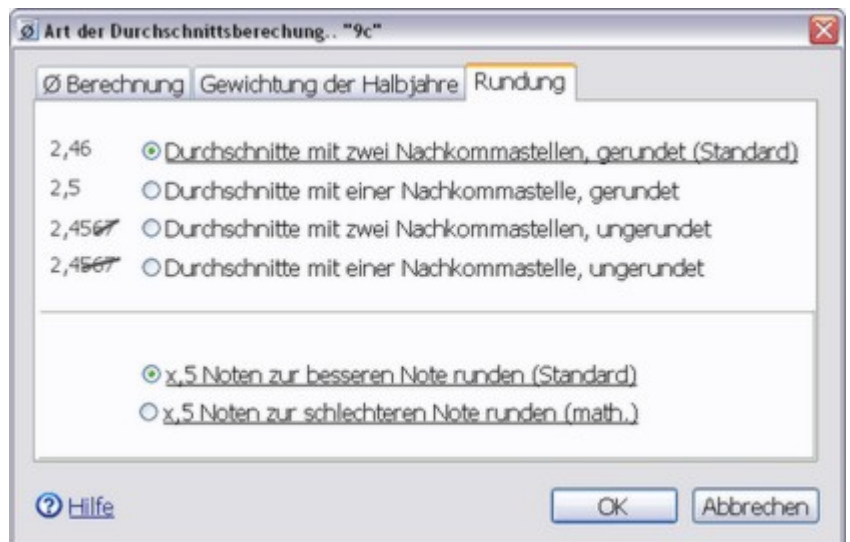 Art der Durchschnittsberechung.. "9c"
Ø Berechnung Gewichtung der Halbjahre Rundung
2,46 Durchschnitte mit zwei Nachkommastellen, gerundet (Standard)
2,5 Durchschnitte mit einer Nachkommastelle, gerundet
2,4567 Durchschnitte mit zwei Nachkommastellen, ungerundet
2,4567 Durchschnitte mit einer Nachkommastelle, ungerundet
x,5 Noten zur besseren Note runden (Standard)
x,5 Noten zur schlechteren Note runden (math.)
? Hilfe OK Abbrechen